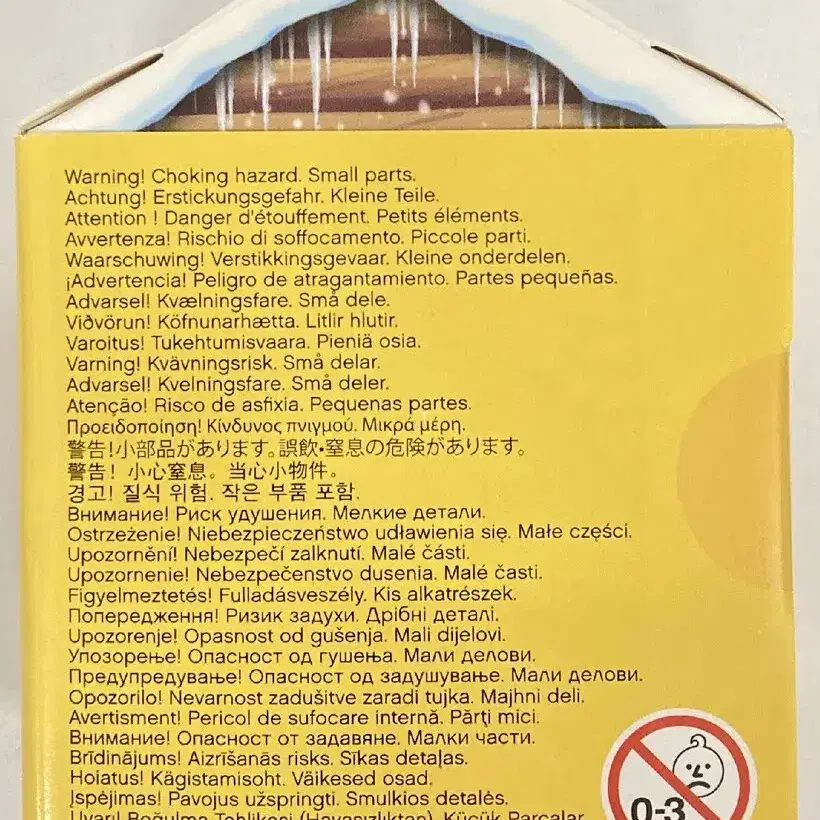 Warning! Choking hazard. Small parts.
Achtung! Erstickungsgefahr. Kleine Teile.
Attention ! Danger d'étouffement. Petits éléments.
Avvertenza! Rischio di soffocamento. Piccole parti.
Waarschuwing! Verstikkingsgevaar. Kleine onderdelen.
¡Advertencia! Peligro de atragantamiento. Partes pequeñas.
Advarsel! Kvælningsfare. Små dele.
Viðvörun! Köfnunarhætta. Litlir hlutir.
Varoitus! Tukehtumisvaara. Pieniä osia.
Varning! Kvävningsrisk. Små delar.
Advarsel! Kvelningsfare. Små deler.
Atenção! Risco de asfixia. Pequenas partes.
Προειδοποίηση! Κίνδυνος πνιγμού. Μικρά μέρη.
警告!小部品があります。誤飲・窒息の危険があります。
警告! 小心窒息。当心小物件。
경고! 질식 위험. 작은 부품 포함.
Внимание! Риск удушения. Мелкие детали.
Ostrzeżenie! Niebezpieczeństwo udławienia się. Małe części.
Upozornění! Nebezpečí zalknutí. Malé části.
Upozornenie! Nebezpečenstvo dusenia. Malé časti.
Figyelmeztetés! Fulladásveszély. Kis alkatrészek.
Попередження! Ризик задухи. Дрібні деталі.
Upozorenje! Opasnost od gušenja. Mali dijelovi.
Упозорење! Опасност од гушења. Мали делови.
Предупредување! Опасност од задушување. Мали делови.
Opozorilo! Nevarnost zadušitve zaradi tujka. Majhni deli.
Avertisment! Pericol de sufocare internă. Părți mici.
Внимание! Опасност от задавяне. Малки части.
Brīdinājums! Aizrīšanās risks. Sīkas detaļas.
Hoiatus! Kägistamisoht. Väikesed osad.
Įspėjimas! Pavojus užspringti. Smulkios detalės.
Uyarı! Boğulma Tehlikesi (Havasızlıktan). Küçük Parçalar
0-3